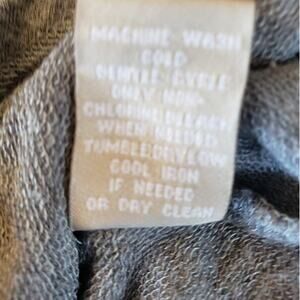 MACHINE WASH
COLD
GENTLE CYCLE
ONLY NON-
CHLORINE BLEACH
WHEN NEEDED
TUMBLE DRY LOW
COOL IRON
IF NEEDED
OR DRY CLEAN